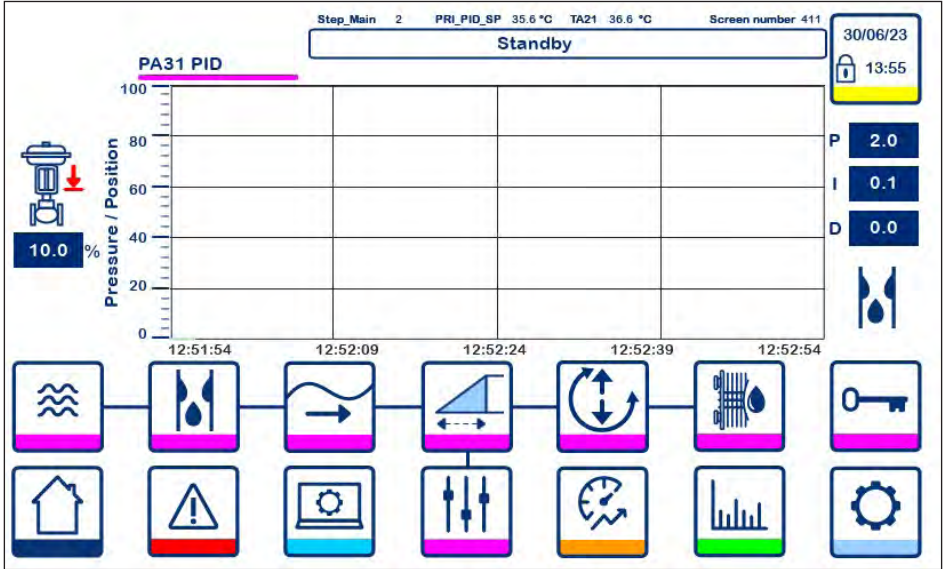 Step_Main 2 PRI_PID_SP 35.6 °C TA21 36.6 °C Screen number 411
Standby
30/06/23
13:55
PA31 PID
100
80
60
40
20
0
Pressure / Position
10.0 %
P 2.0
I 0.1
D 0.0
12:51:54 12:52:09 12:52:24 12:52:39 12:52:54